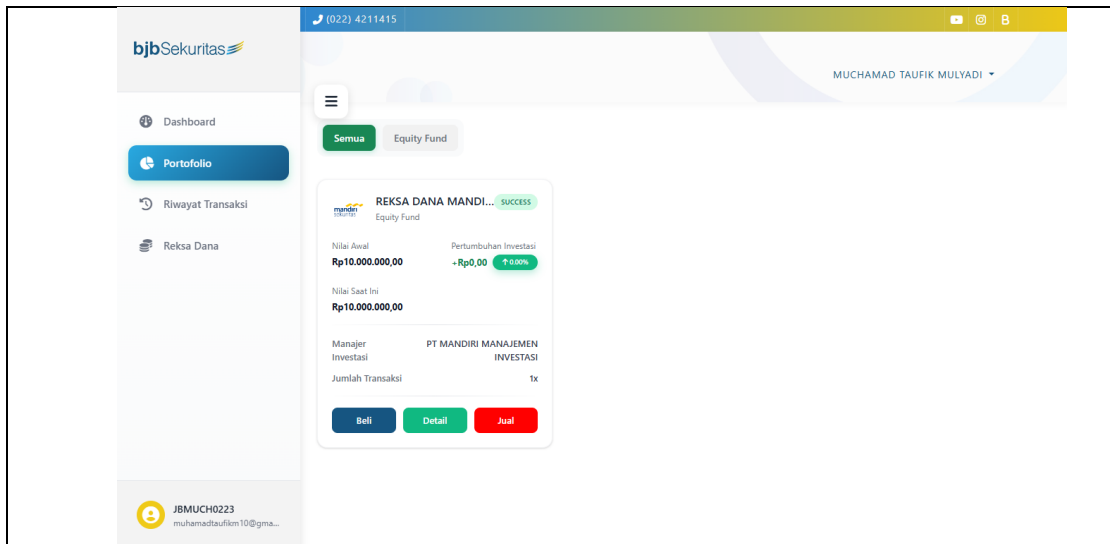 (022) 4211415
B
bjbSekuritas
MUCHAMAD TAUFIK MULYADI
Dashboard
Portofolio
Riwayat Transaksi
Reksa Dana
Semua
Equity Fund
mandiri
sekuritas
REKSA DANA MANDI...
SUCCESS
Equity Fund
Nilai Awal
Pertumbuhan Investasi
Rp10.000.000,00
+Rp0,00
↑ 0.00%
Nilai Saat Ini
Rp10.000.000,00
Manajer
Investasi
PT MANDIRI MANAJEMEN
INVESTASI
Jumlah Transaksi
1x
Beli
Detail
Jual
JBMUCH0223
muhamadtaufikm10@gma...